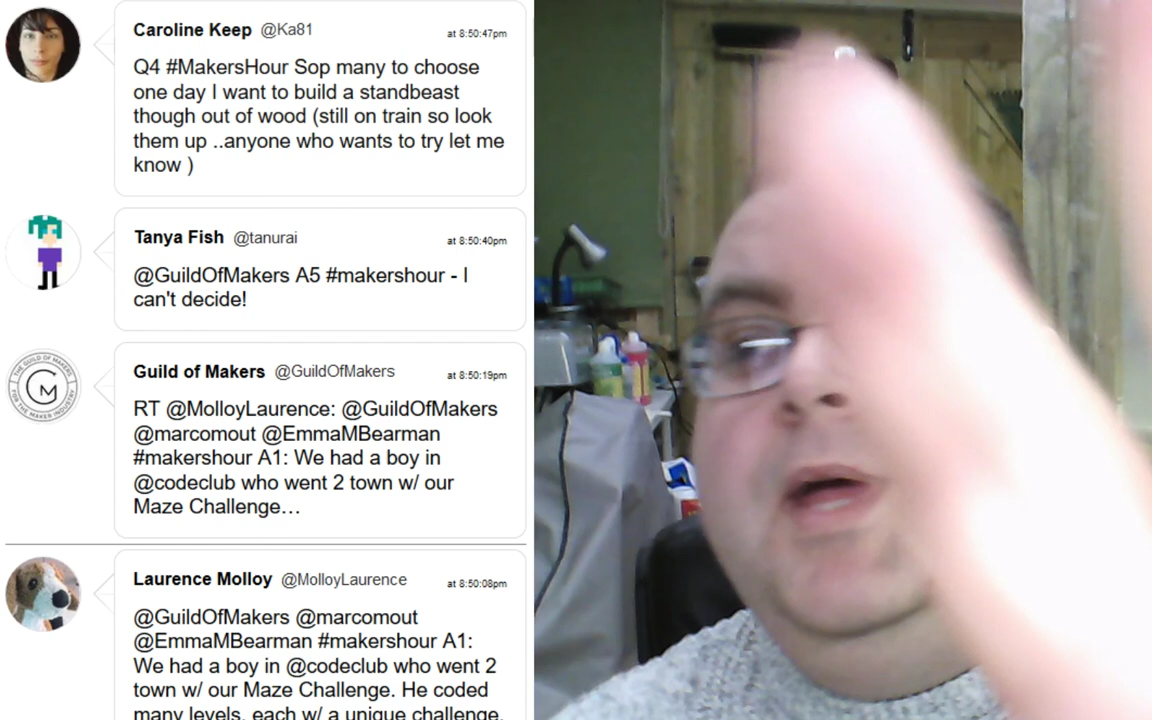 Caroline Keep @Ka81 at 8:50:47pm
Q4 #MakersHour Sop many to choose
one day I want to build a standbeast
though out of wood (still on train so look
them up ..anyone who wants to try let me
know )
Tanya Fish @tanurai at 8:50:40pm
@GuildOfMakers A5 #makershour - I
can't decide!
Guild of Makers @GuildOfMakers at 8:50:19pm
RT @MolloyLaurence: @GuildOfMakers
@marcomout @EmmaMBearman
#makershour A1: We had a boy in
@codeclub who went 2 town w/ our
Maze Challenge…
Laurence Molloy @MolloyLaurence at 8:50:08pm
@GuildOfMakers @marcomout
@EmmaMBearman #makershour A1:
We had a boy in @codeclub who went 2
town w/ our Maze Challenge. He coded
many levels, each w/ a unique challenge.